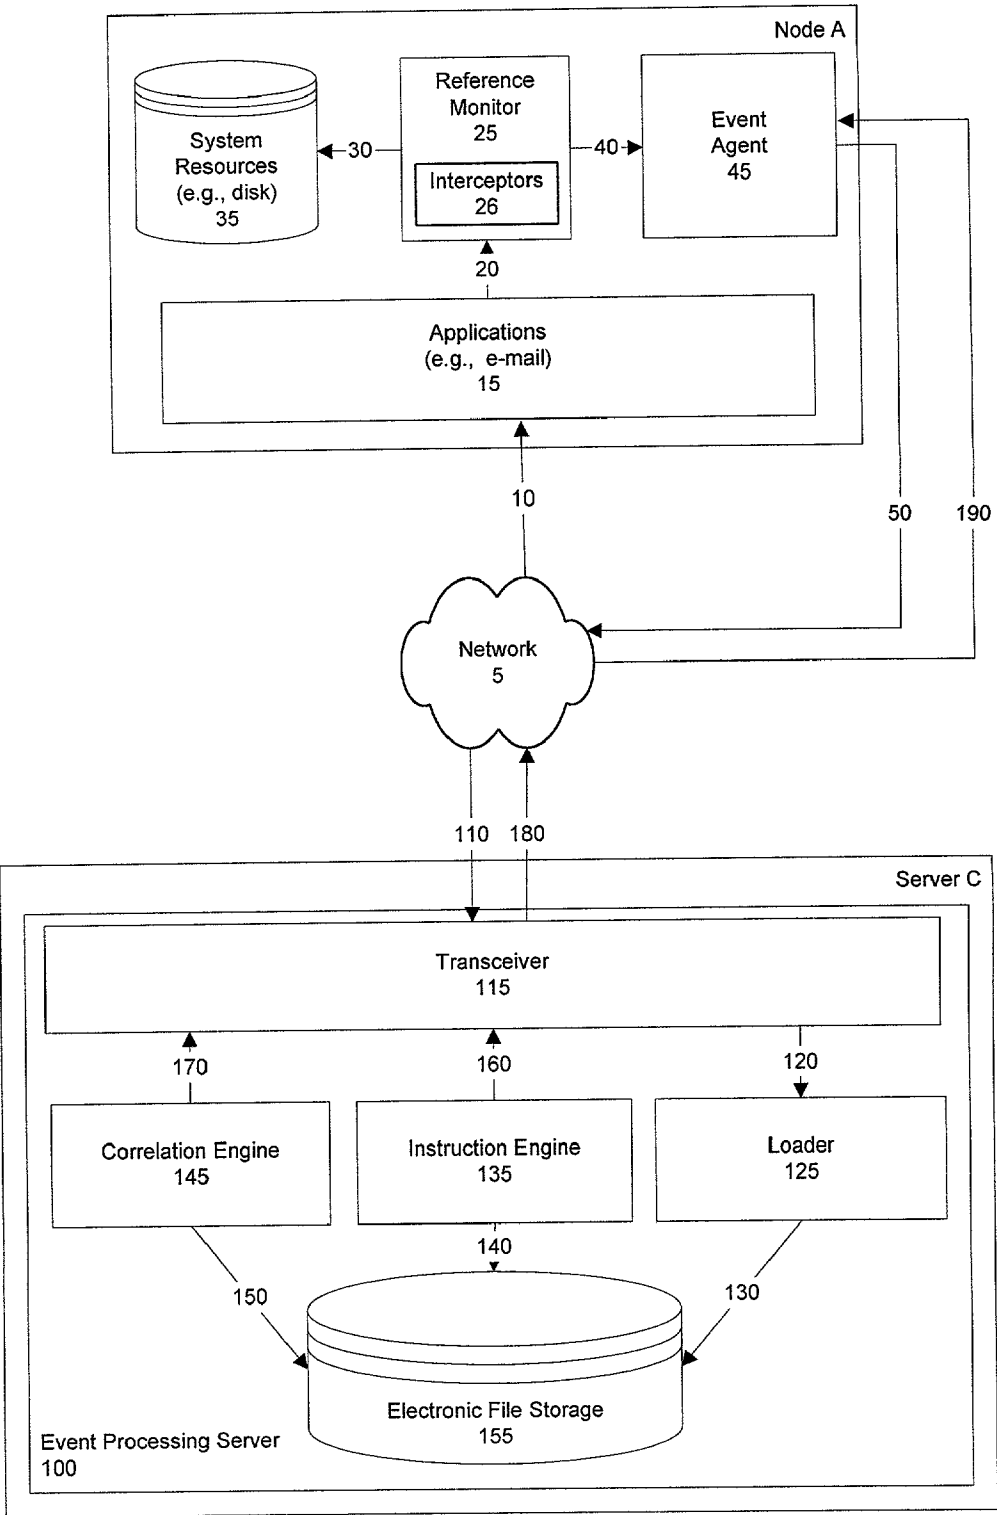 Node A
System
Resources
(e.g., disk)
35
30
Reference
Monitor
25
Interceptors
26
40
Event
Agent
45
20
Applications
(e.g., e-mail)
15
10
50
190
Network
5
110
180
Server C
Transceiver
115
170
160
120
Correlation Engine
145
Instruction Engine
135
Loader
125
150
140
130
Electronic File Storage
155
Event Processing Server
100